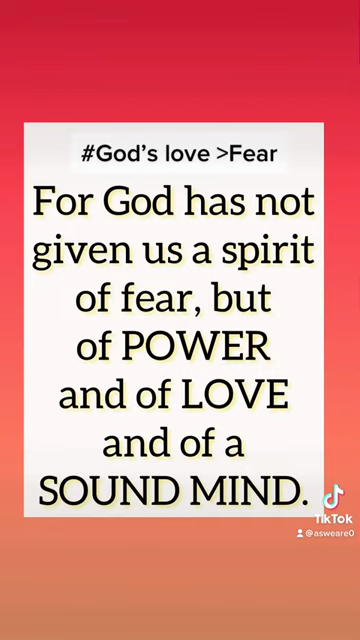 #God's love >Fear
For God has not
given us a spirit
of fear, but
of POWER
and of LOVE
and of a
SOUND MIND.
TikTok
@asweare0